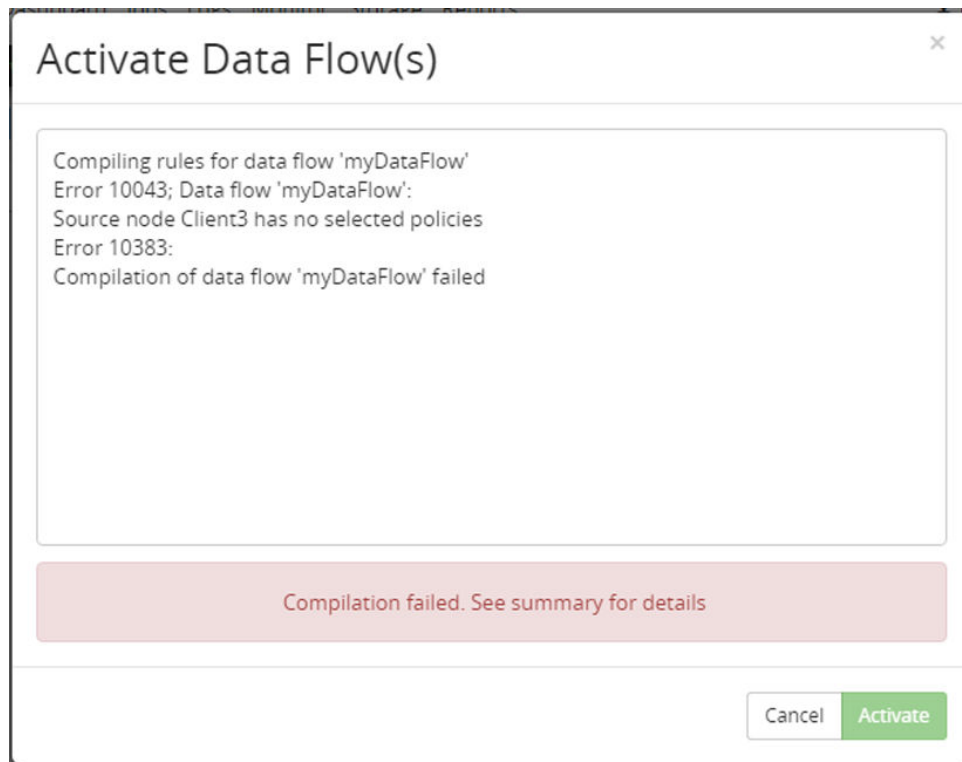 Activate Data Flow(s)
×
Compiling rules for data flow 'myDataFlow'
Error 10043; Data flow 'myDataFlow':
Source node Client3 has no selected policies
Error 10383:
Compilation of data flow 'myDataFlow' failed
Compilation failed. See summary for details
Cancel
Activate